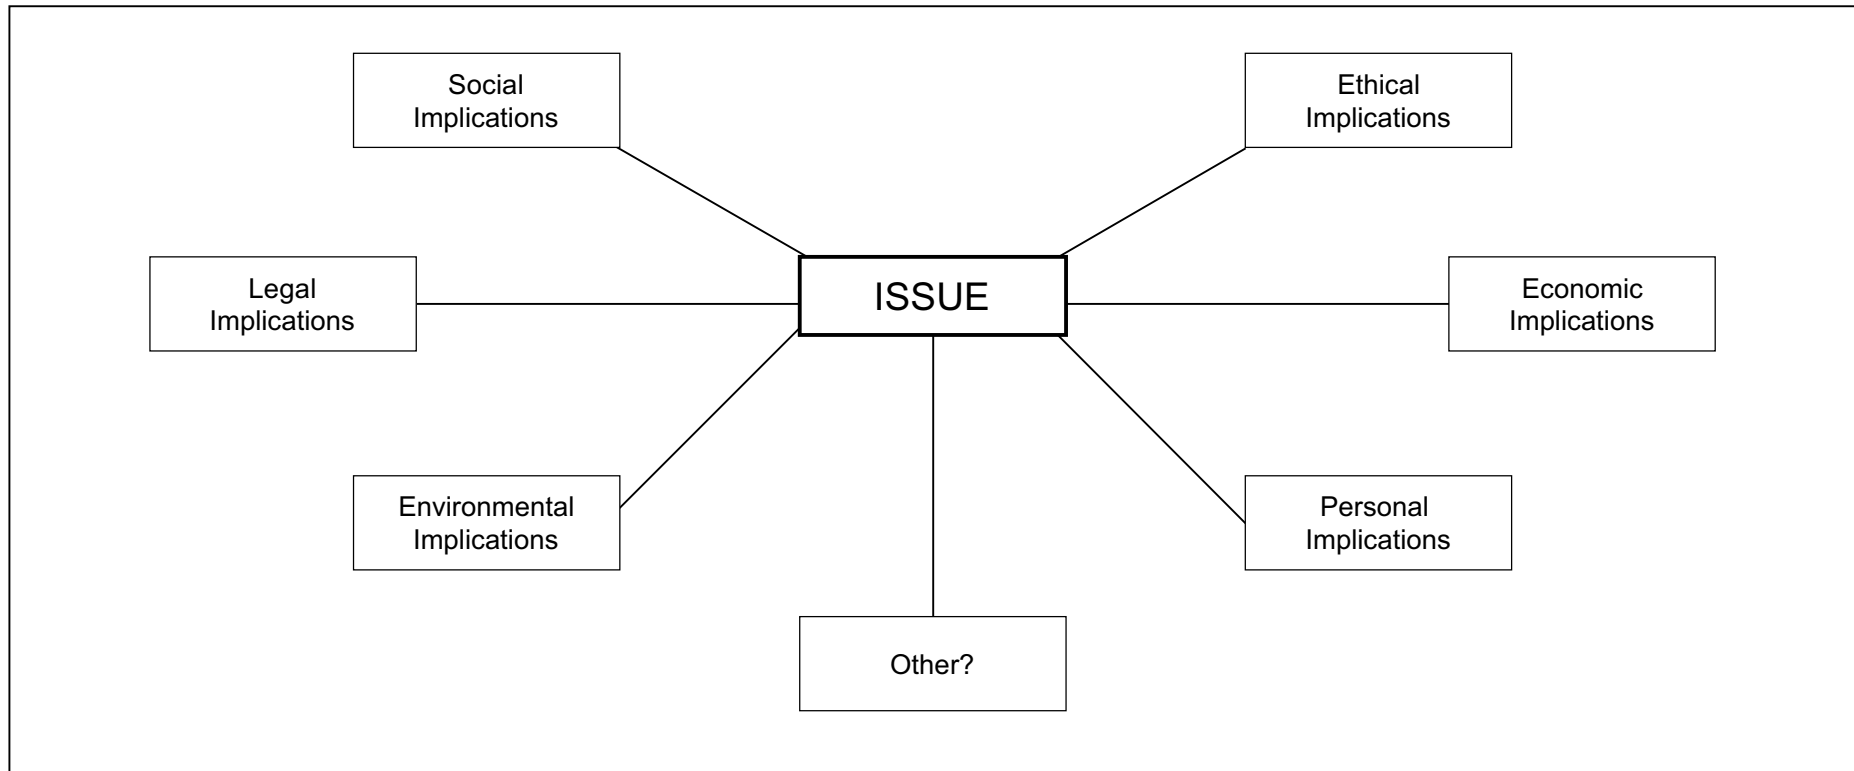 Social
Implications
Ethical
Implications
Legal
Implications
ISSUE
Economic
Implications
Environmental
Implications
Personal
Implications
Other?